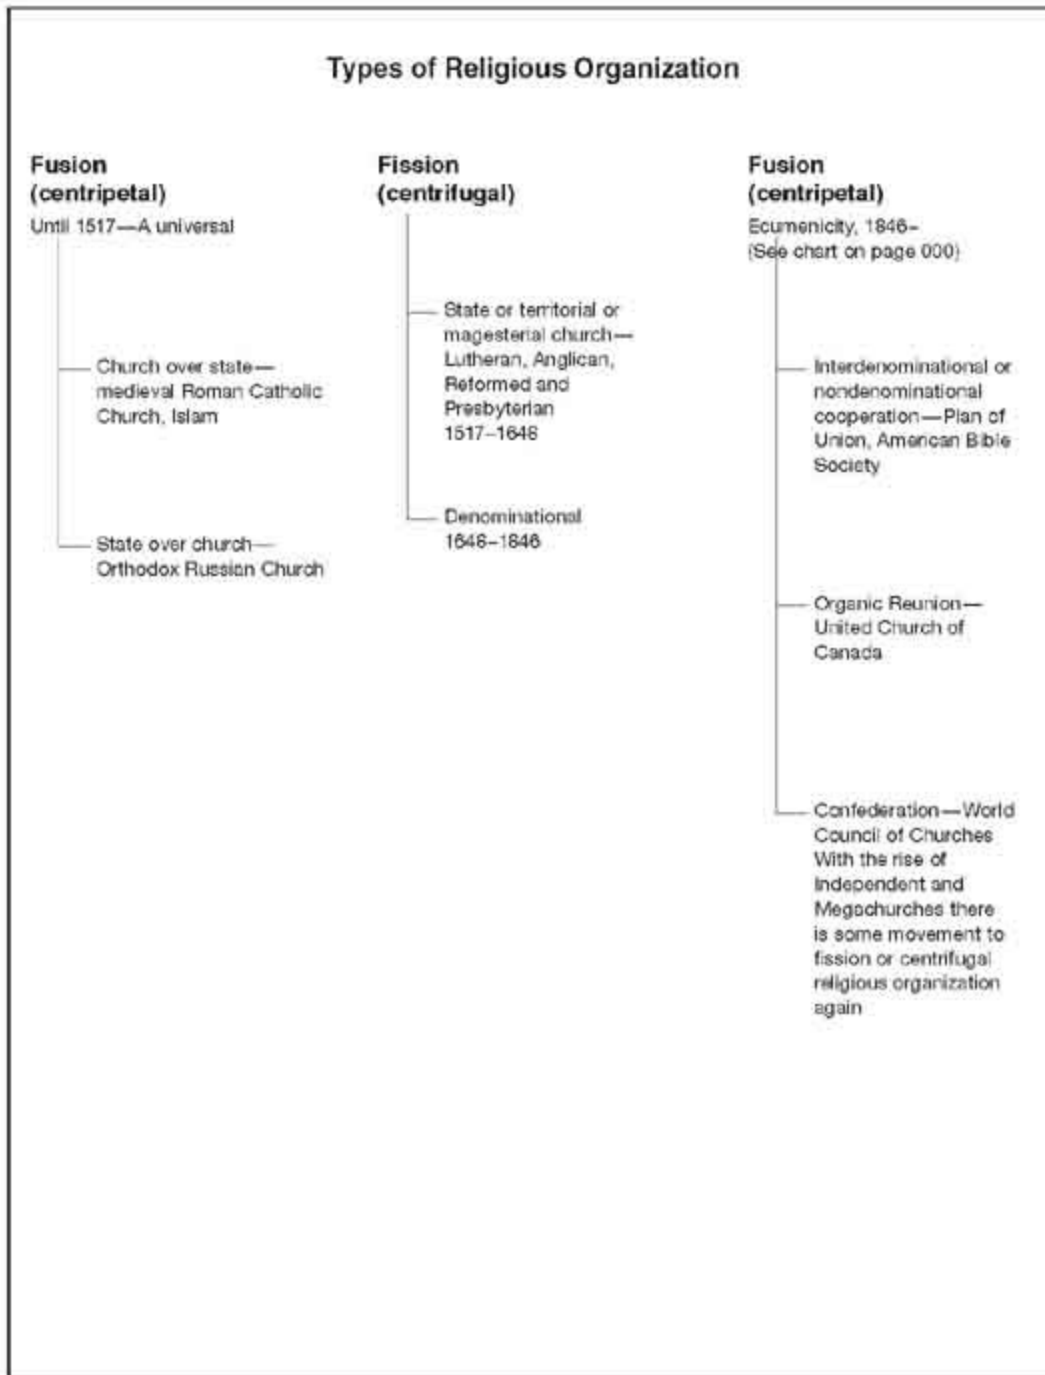 Types of Religious Organization
Fusion
(centripetal)
Until 1517—A universal
Church over state—
medieval Roman Catholic
Church, Islam
State over church—
Orthodox Russian Church
Fission
(centrifugal)
State or territorial or
magesterial church—
Lutheran, Anglican,
Reformed and
Presbyterian
1517–1648
Denominational
1648–1846
Fusion
(centripetal)
Ecumenicity, 1846–
(See chart on page 000)
Interdenominational or
nondenominational
cooperation—Plan of
Union, American Bible
Society
Organic Reunion—
United Church of
Canada
Confederation—World
Council of Churches
With the rise of
Independent and
Megachurches there
is some movement to
fission or centrifugal
religious organization
again